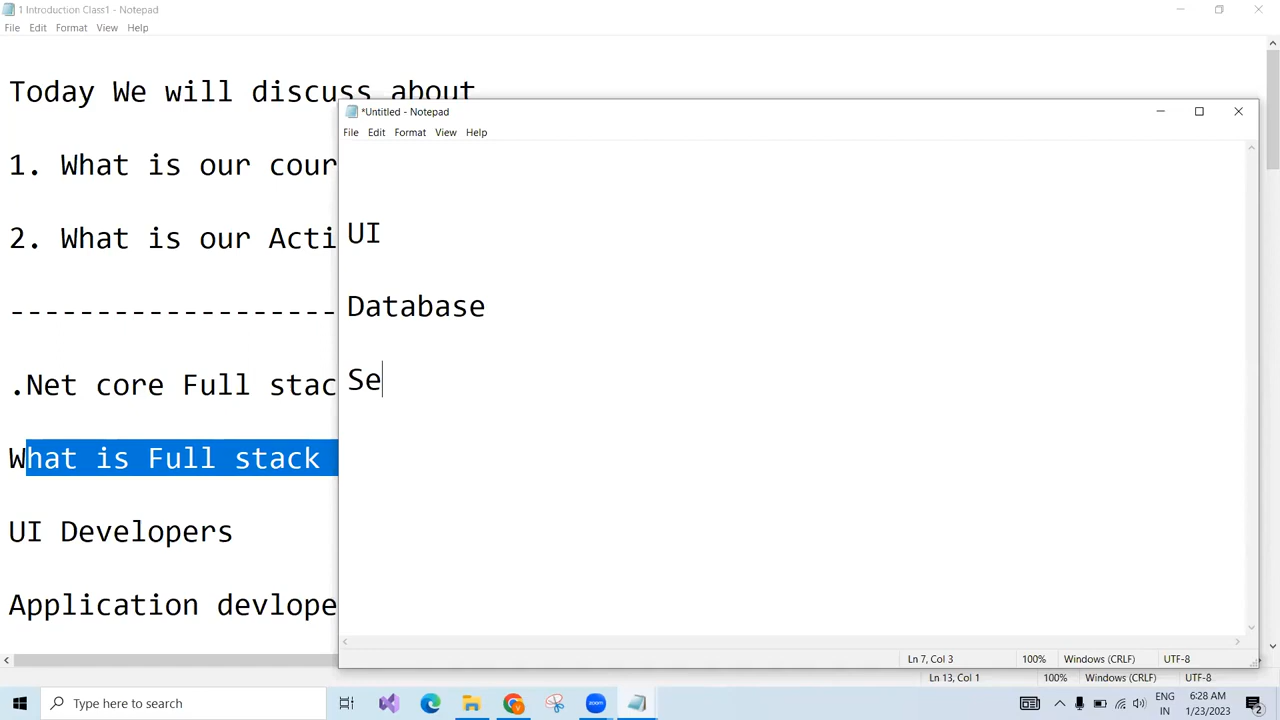 1 Introduction Class1 - Notepad
File Edit Format View Help
Today We will discuss about
1. What is our cour
2. What is our Acti
-------------------
.Net core Full stac
What is Full stack
UI Developers
Application devlope
*Untitled - Notepad
File Edit Format View Help
UI
Database
Se
Ln 7, Col 3 100% Windows (CRLF) UTF-8
Ln 13, Col 1 100% Windows (CRLF) UTF-8
Type here to search
zoom
ENG
IN
6:28 AM
1/23/2023
2